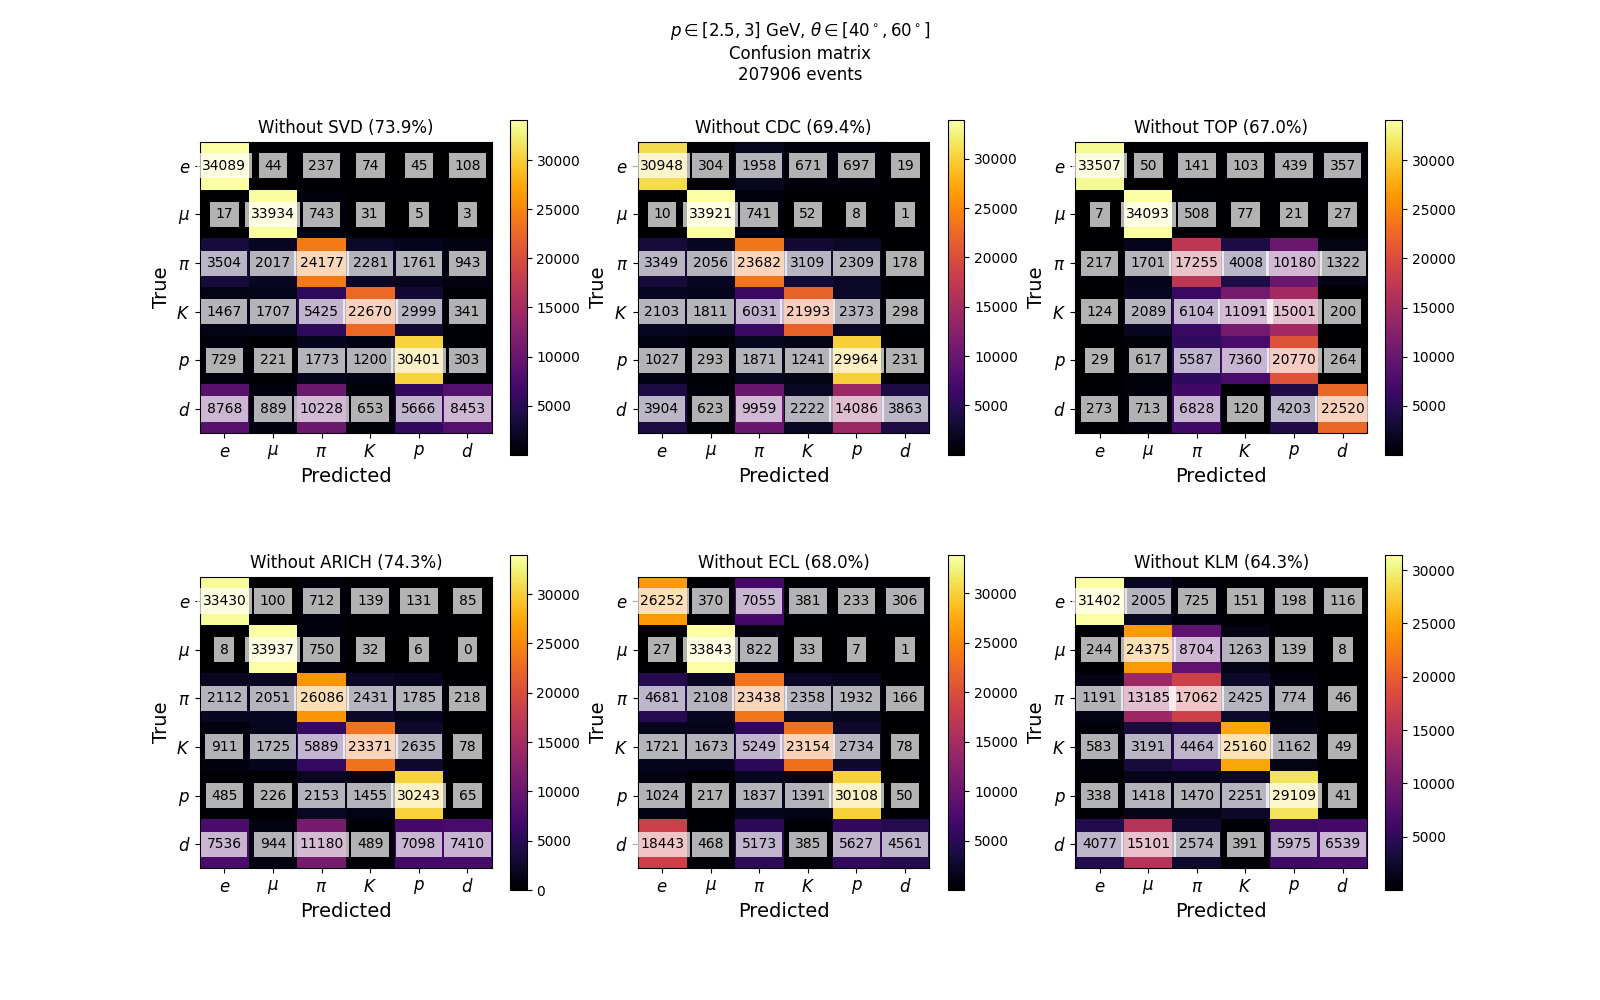 p ∈ [2.5, 3] GeV, θ ∈ [40°, 60°]
Confusion matrix
207906 events
Without SVD (73.9%)
True
e 34089 44 237 74 45 108
μ 17 33934 743 31 5 3
π 3504 2017 24177 2281 1761 943
K 1467 1707 5425 22670 2999 341
p 729 221 1773 1200 30401 303
d 8768 889 10228 653 5666 8453
e μ π K p d
Predicted
30000
25000
20000
15000
10000
5000
Without CDC (69.4%)
True
e 30948 304 1958 671 697 19
μ 10 33921 741 52 8 1
π 3349 2056 23682 3109 2309 178
K 2103 1811 6031 21993 2373 298
p 1027 293 1871 1241 29964 231
d 3904 623 9959 2222 14086 3863
e μ π K p d
Predicted
30000
25000
20000
15000
10000
5000
Without TOP (67.0%)
True
e 33507 50 141 103 439 357
μ 7 34093 508 77 21 27
π 217 1701 17255 4008 10180 1322
K 124 2089 6104 11091 15001 200
p 29 617 5587 7360 20770 264
d 273 713 6828 120 4203 22520
e μ π K p d
Predicted
30000
25000
20000
15000
10000
5000
Without ARICH (74.3%)
True
e 33430 100 712 139 131 85
μ 8 33937 750 32 6 0
π 2112 2051 26086 2431 1785 218
K 911 1725 5889 23371 2635 78
p 485 226 2153 1455 30243 65
d 7536 944 11180 489 7098 7410
e μ π K p d
Predicted
30000
25000
20000
15000
10000
5000
0
Without ECL (68.0%)
True
e 26252 370 7055 381 233 306
μ 27 33843 822 33 7 1
π 4681 2108 23438 2358 1932 166
K 1721 1673 5249 23154 2734 78
p 1024 217 1837 1391 30108 50
d 18443 468 5173 385 5627 4561
e μ π K p d
Predicted
30000
25000
20000
15000
10000
5000
Without KLM (64.3%)
True
e 31402 2005 725 151 198 116
μ 244 24375 8704 1263 139 8
π 1191 13185 17062 2425 774 46
K 583 3191 4464 25160 1162 49
p 338 1418 1470 2251 29109 41
d 4077 15101 2574 391 5975 6539
e μ π K p d
Predicted
30000
25000
20000
15000
10000
5000